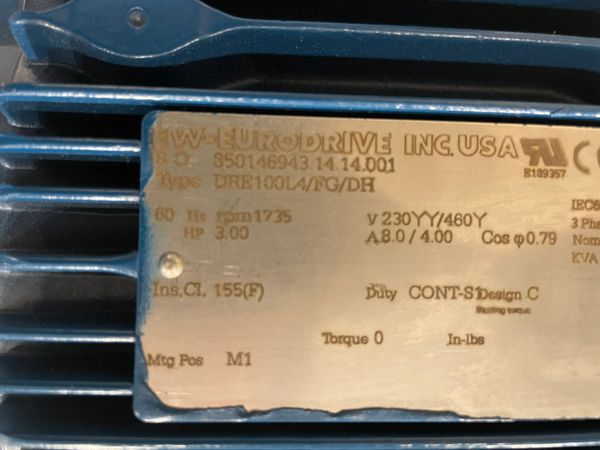 EW-EURODRIVE INC. USA
S.O. 850146943.14.14.001 E189357
Type DRE100L4/FG/DH
60 Hz rpm 1735 V 230YY/460Y 3 Pha
HP 3.00 A 8.0 / 4.00 Cos φ 0.79 Nom
KVA
Ins.Cl. 155(F) Duty CONT-S1 Design C
Starting torque
Torque 0 In-lbs
Mtg Pos M1